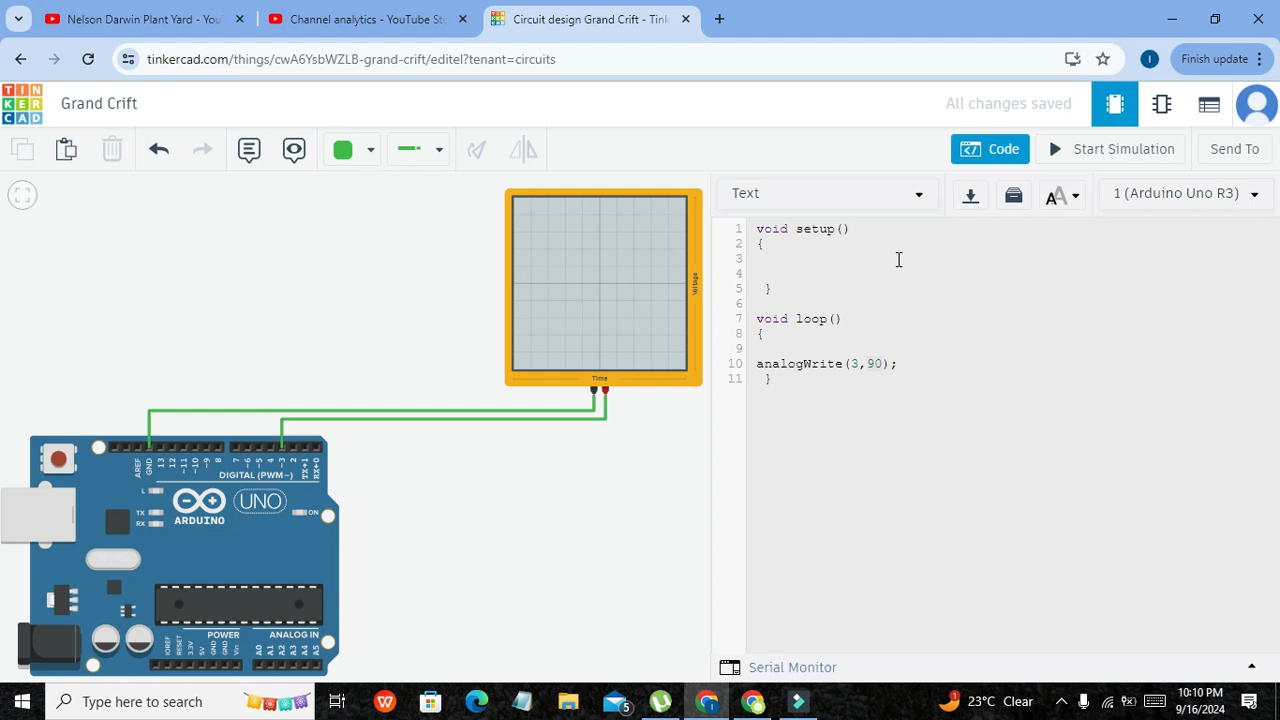 Nelson Darwin Plant Yard - You
Channel analytics - YouTube Stu
Circuit design Grand Crift - Tink
tinkercad.com/things/cwA6YsbWZLB-grand-crift/editel?tenant=circuits
I
Finish update
TIN
KER
CAD
Grand Crift
All changes saved
Code
Start Simulation
Send To
Text
1 (Arduino Uno R3)
1 void setup()
2 {
3
4
5 }
6
7 void loop()
8 {
9
10 analogWrite(3,90);
11 }
Voltage
Time
AREF
GND
13
12
~11
~10
~9
8
7
~6
~5
4
~3
2
TX→1
RX←0
DIGITAL (PWM~)
L
TX
RX
ARDUINO
UNO
ON
POWER
ANALOG IN
IOREF
RESET
3.3V
5V
GND
GND
Vin
A0
A1
A2
A3
A4
A5
Serial Monitor
Type here to search
5
23°C Clear
10:10 PM
9/16/2024